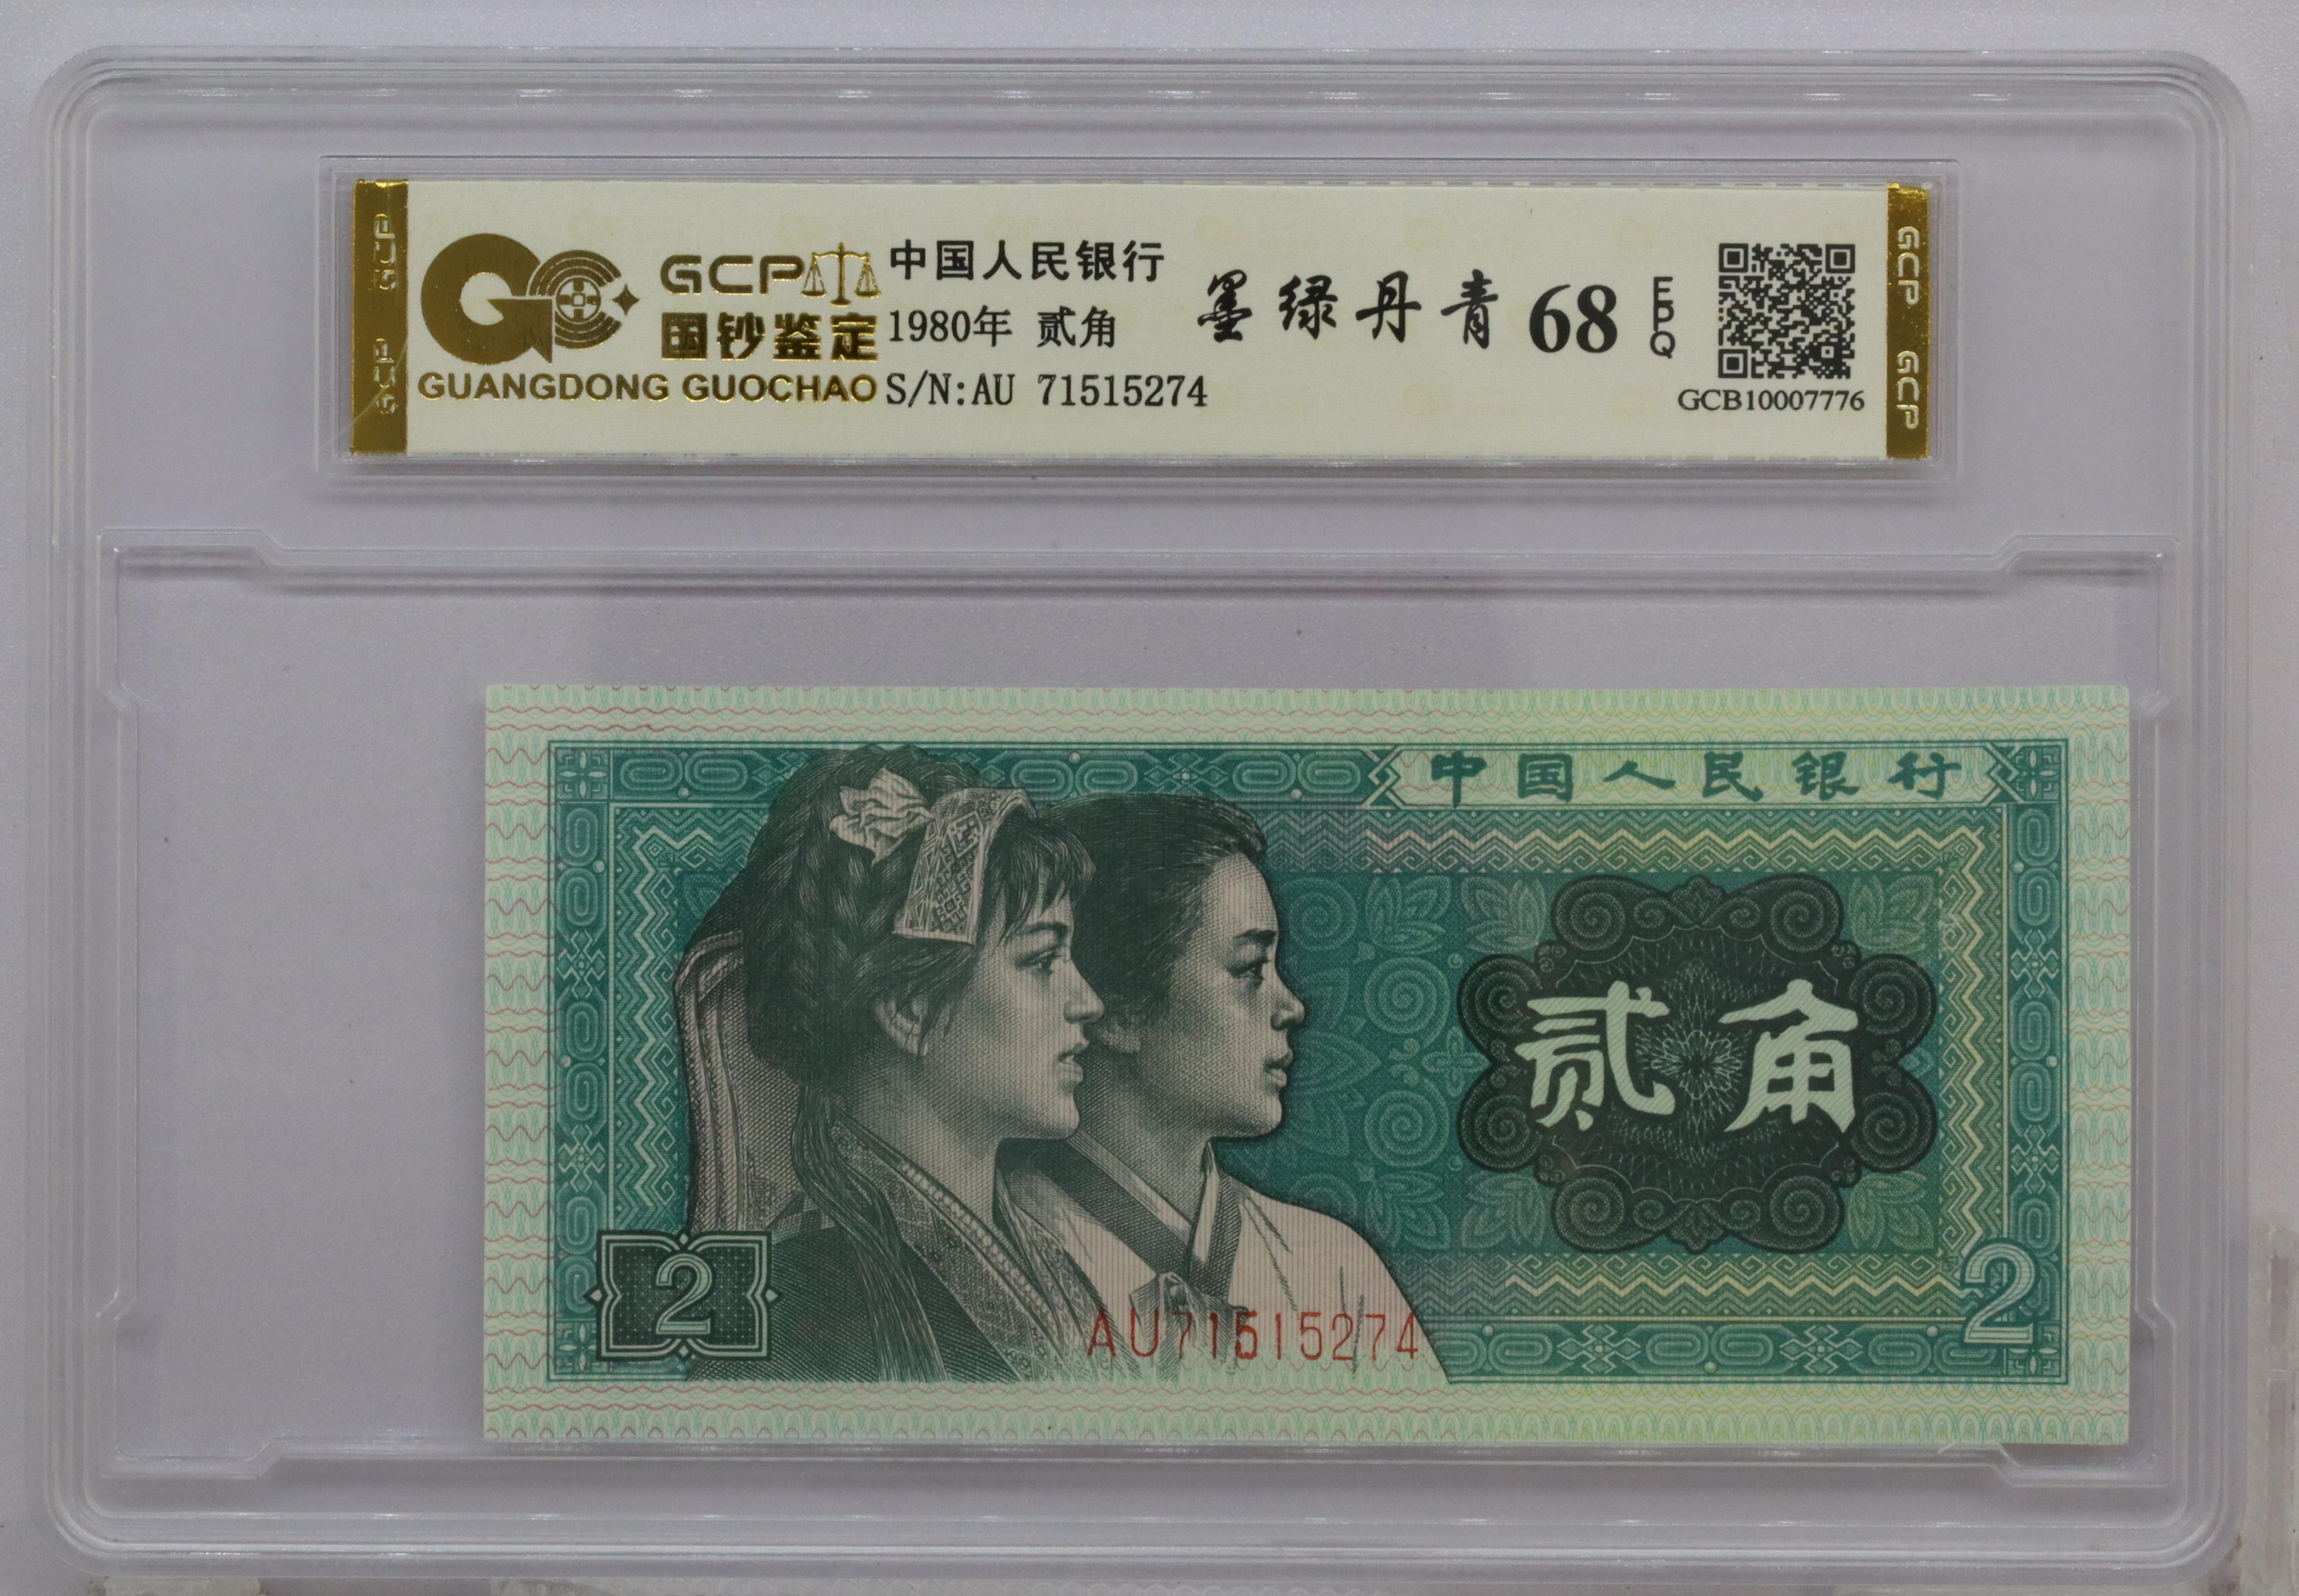 GCP
国钞鉴定
GUANGDONG GUOCHAO
中国人民银行
1980年 贰角
S/N:AU 71515274
墨绿丹青 68 EPQ
GCB10007776
GCP GCP
中国人民银行
贰角
2
AU71515274
2